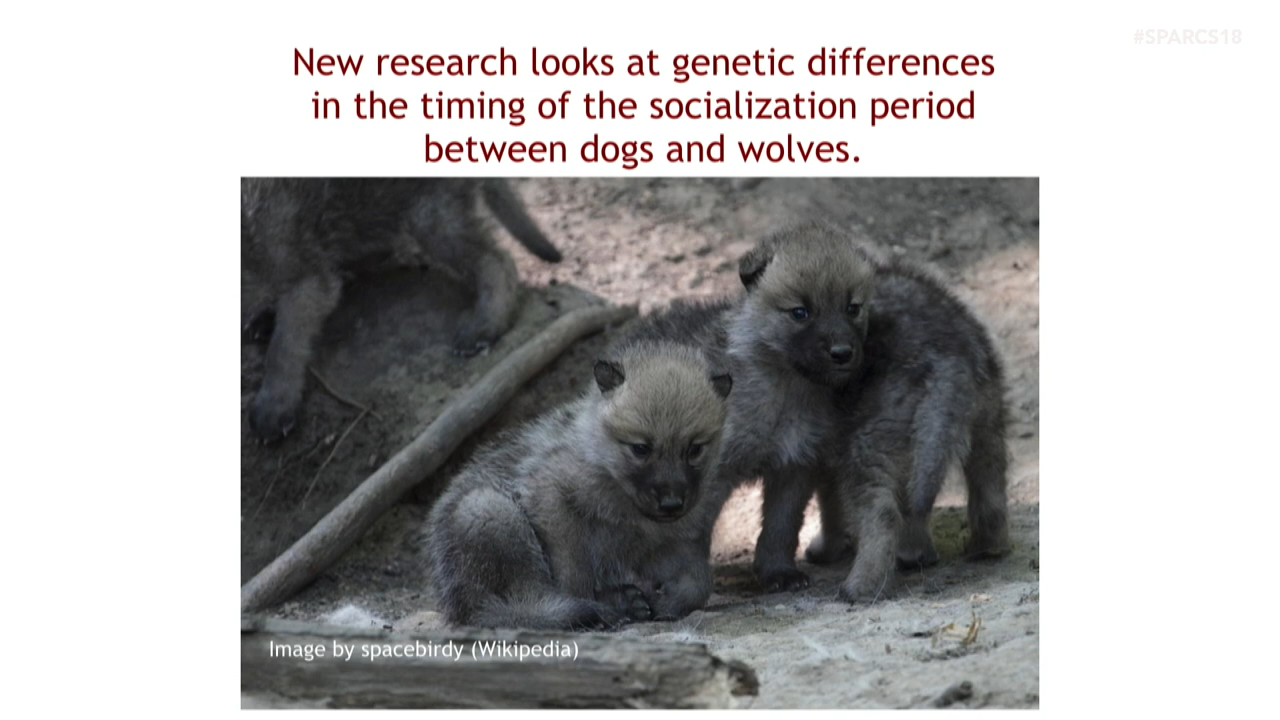 #SPARCS18
New research looks at genetic differences
in the timing of the socialization period
between dogs and wolves.
Image by spacebirdy (Wikipedia)